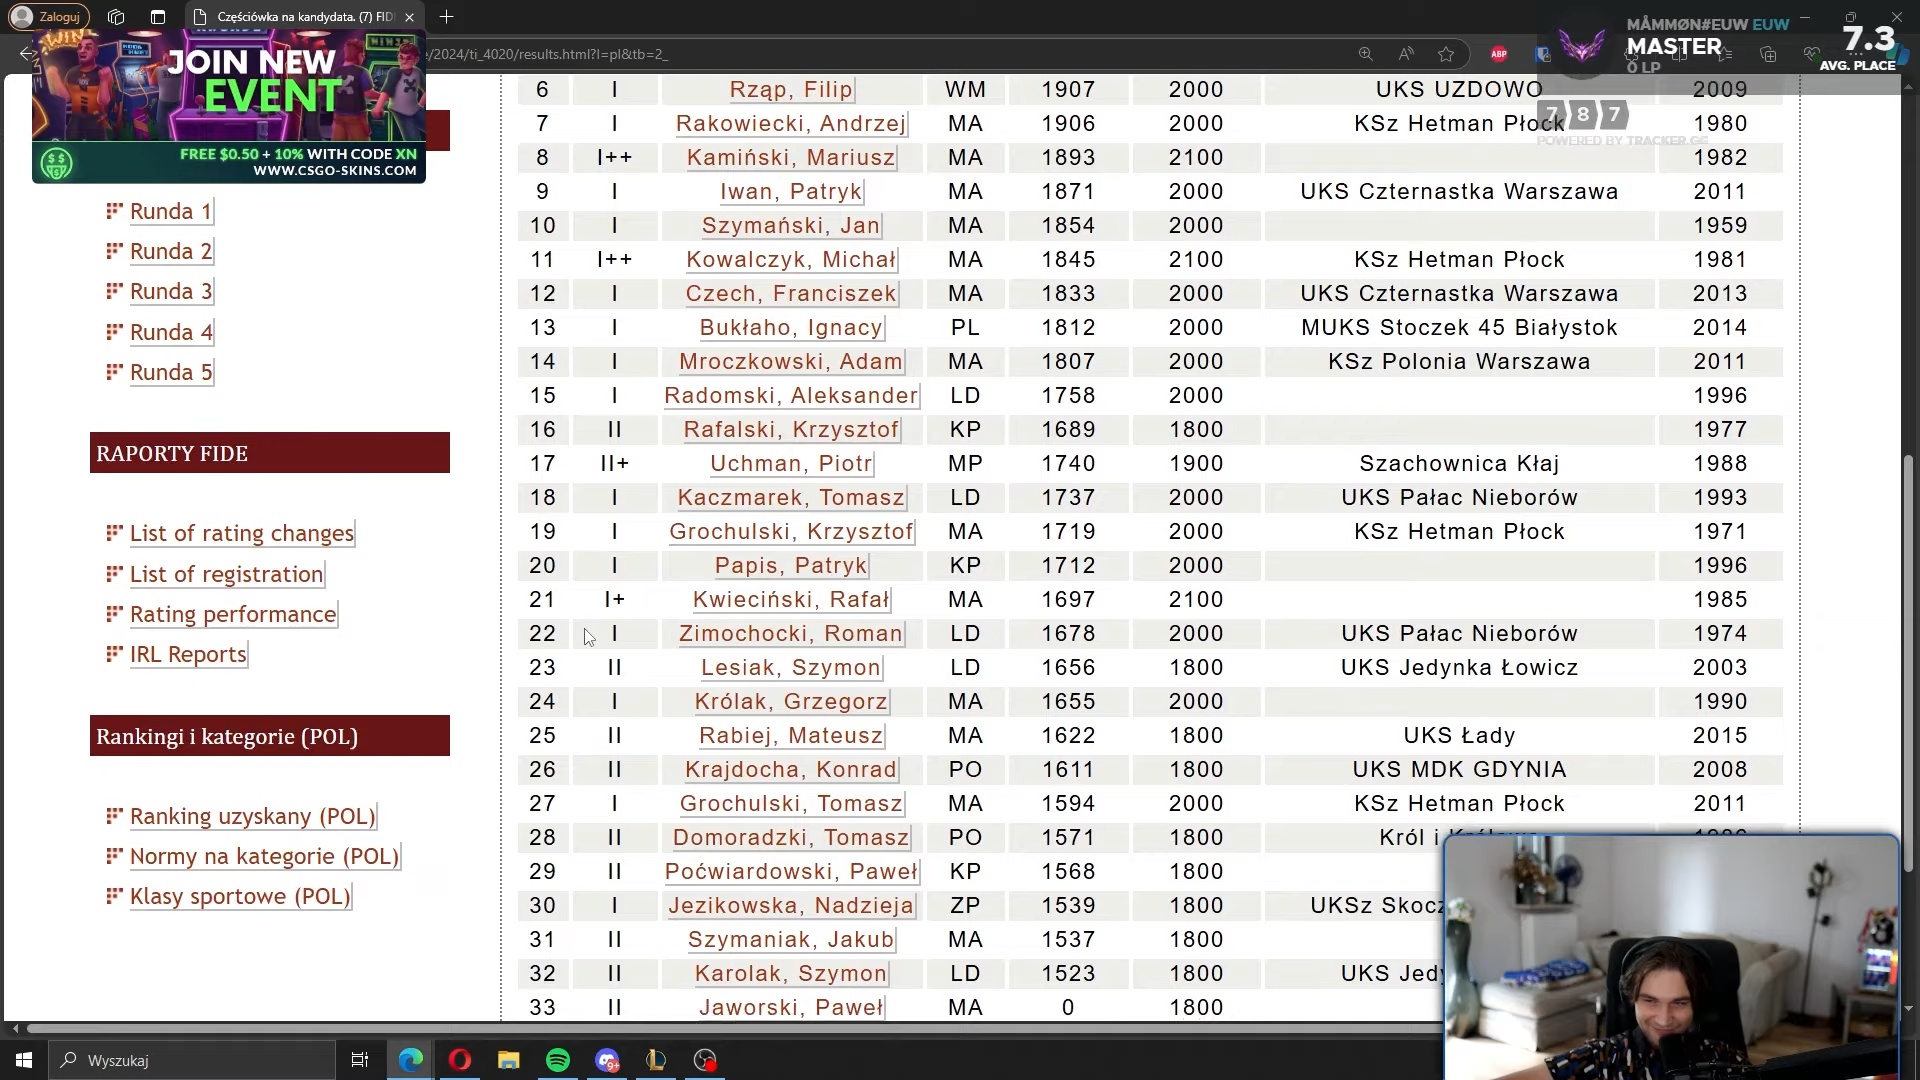 Zaloguj
Częściówka na kandydata. (7) FID
e/2024/ti_4020/results.html?l=pl&tb=2_
ABP
MÅMMØN#EUW EUW
MASTER
0 LP
7.3
AVG. PLACE
7 8 7
POWERED BY TRACKER.GG
JOIN NEW
EVENT
FREE $0.50 + 10% WITH CODE XN
WWW.CSGO-SKINS.COM
Runda 1
Runda 2
Runda 3
Runda 4
Runda 5
RAPORTY FIDE
List of rating changes
List of registration
Rating performance
IRL Reports
Rankingi i kategorie (POL)
Ranking uzyskany (POL)
Normy na kategorie (POL)
Klasy sportowe (POL)
6 I Rząp, Filip WM 1907 2000 UKS UZDOWO 2009
7 I Rakowiecki, Andrzej MA 1906 2000 KSz Hetman Płock 1980
8 I++ Kamiński, Mariusz MA 1893 2100 1982
9 I Iwan, Patryk MA 1871 2000 UKS Czternastka Warszawa 2011
10 I Szymański, Jan MA 1854 2000 1959
11 I++ Kowalczyk, Michał MA 1845 2100 KSz Hetman Płock 1981
12 I Czech, Franciszek MA 1833 2000 UKS Czternastka Warszawa 2013
13 I Bukłaho, Ignacy PL 1812 2000 MUKS Stoczek 45 Białystok 2014
14 I Mroczkowski, Adam MA 1807 2000 KSz Polonia Warszawa 2011
15 I Radomski, Aleksander LD 1758 2000 1996
16 II Rafalski, Krzysztof KP 1689 1800 1977
17 II+ Uchman, Piotr MP 1740 1900 Szachownica Kłaj 1988
18 I Kaczmarek, Tomasz LD 1737 2000 UKS Pałac Nieborów 1993
19 I Grochulski, Krzysztof MA 1719 2000 KSz Hetman Płock 1971
20 I Papis, Patryk KP 1712 2000 1996
21 I+ Kwieciński, Rafał MA 1697 2100 1985
22 I Zimochocki, Roman LD 1678 2000 UKS Pałac Nieborów 1974
23 II Lesiak, Szymon LD 1656 1800 UKS Jedynka Łowicz 2003
24 I Królak, Grzegorz MA 1655 2000 1990
25 II Rabiej, Mateusz MA 1622 1800 UKS Łady 2015
26 II Krajdocha, Konrad PO 1611 1800 UKS MDK GDYNIA 2008
27 I Grochulski, Tomasz MA 1594 2000 KSz Hetman Płock 2011
28 II Domoradzki, Tomasz PO 1571 1800 Król i
29 II Poćwiardowski, Paweł KP 1568 1800
30 I Jezikowska, Nadzieja ZP 1539 1800 UKSz Skocz
31 II Szymaniak, Jakub MA 1537 1800
32 II Karolak, Szymon LD 1523 1800 UKS Jedy
33 II Jaworski, Paweł MA 0 1800
Wyszukaj
9+